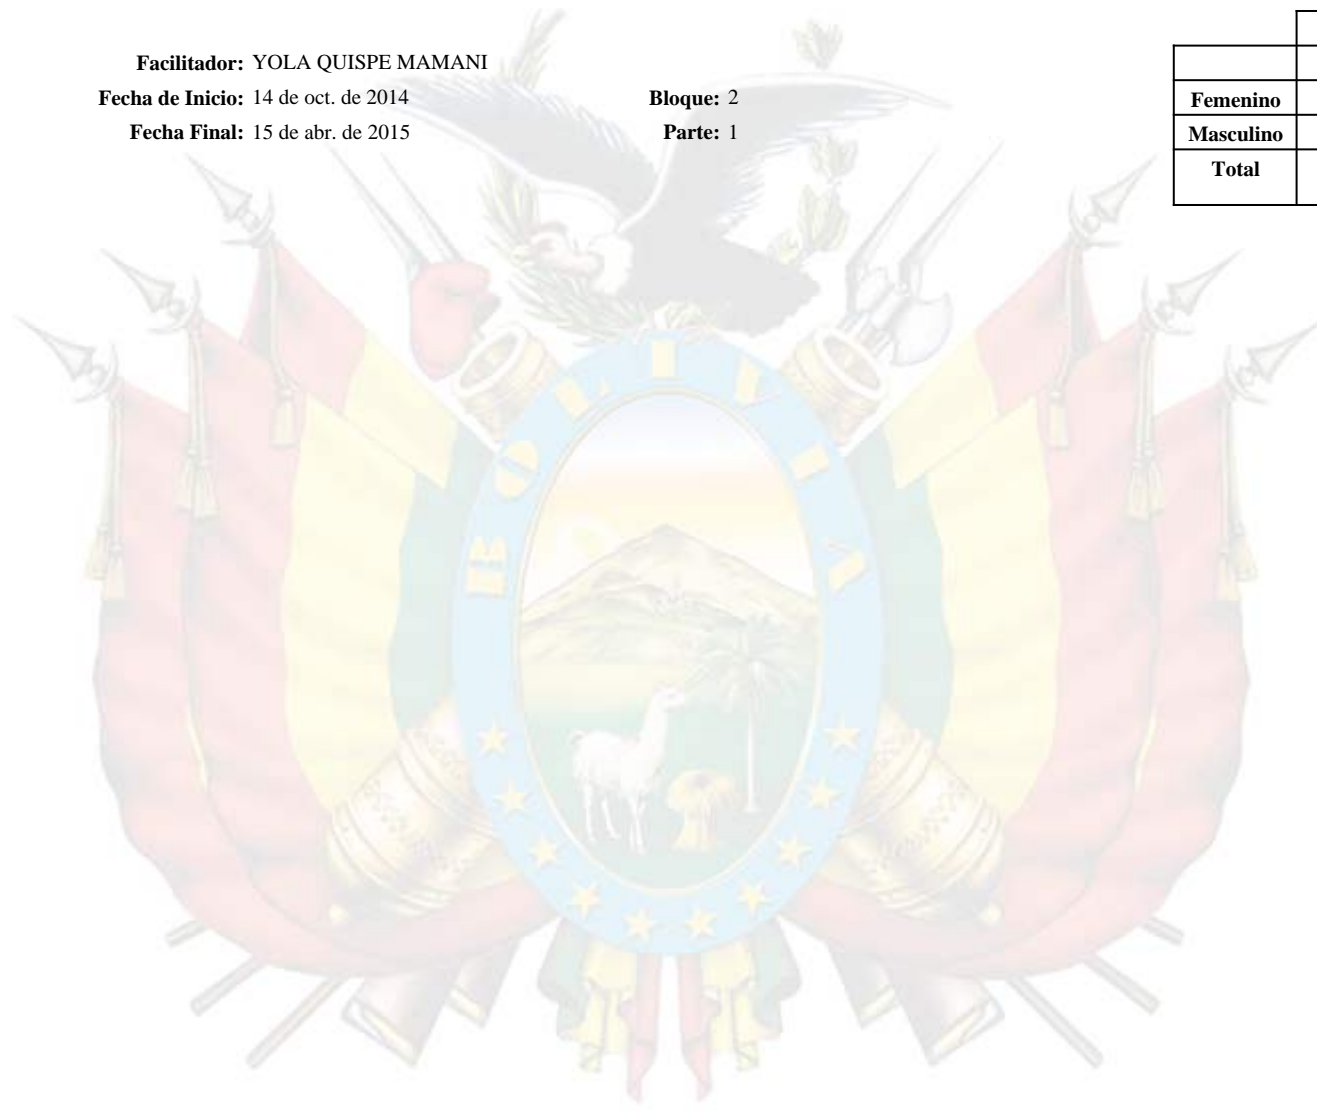 Facilitador: YOLA QUISPE MAMANI
Fecha de Inicio: 14 de oct. de 2014 Bloque: 2
Fecha Final: 15 de abr. de 2015 Parte: 1
Femenino
Masculino
Total
BOLIVIA